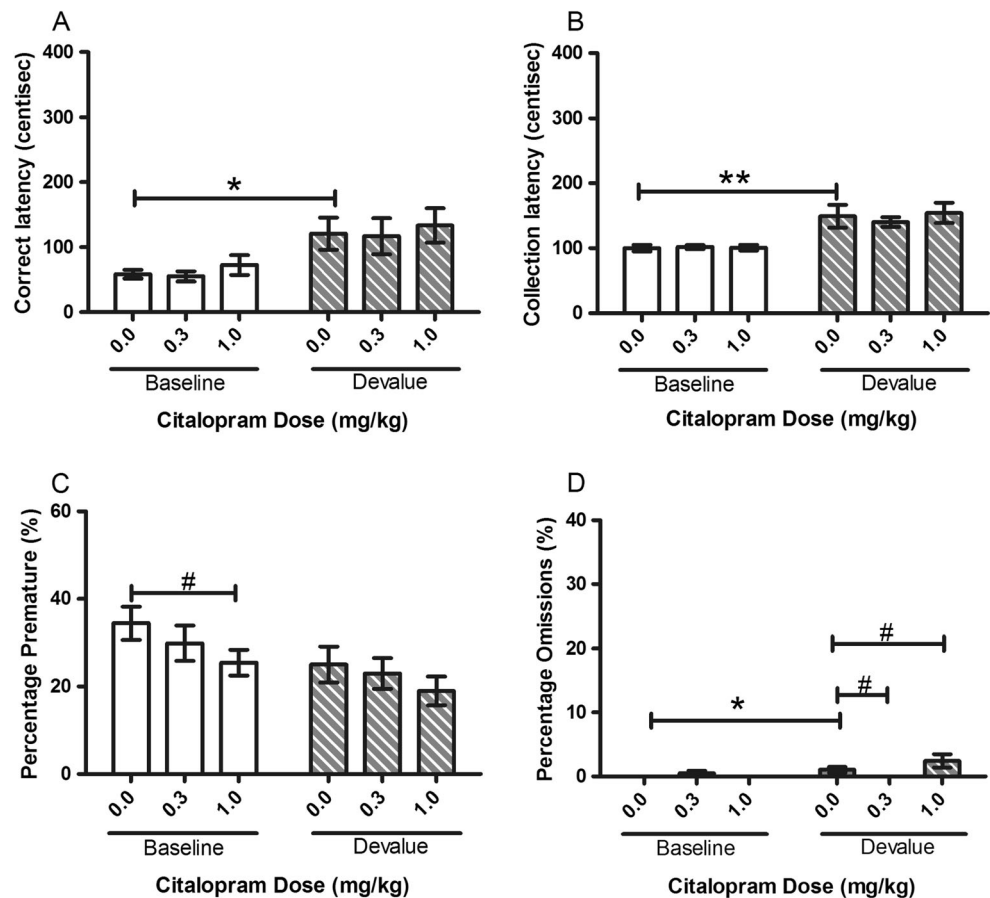 A
Correct latency (centisec)
400
300
200
100
0
*
0.0 0.3 1.0 0.0 0.3 1.0
Baseline Devalue
Citalopram Dose (mg/kg)
B
Collection latency (centisec)
400
300
200
100
0
**
0.0 0.3 1.0 0.0 0.3 1.0
Baseline Devalue
Citalopram Dose (mg/kg)
C
Percentage Premature (%)
60
40
20
0
#
0.0 0.3 1.0 0.0 0.3 1.0
Baseline Devalue
Citalopram Dose (mg/kg)
D
Percentage Omissions (%)
40
30
20
10
0
#
#
*
0.0 0.3 1.0 0.0 0.3 1.0
Baseline Devalue
Citalopram Dose (mg/kg)